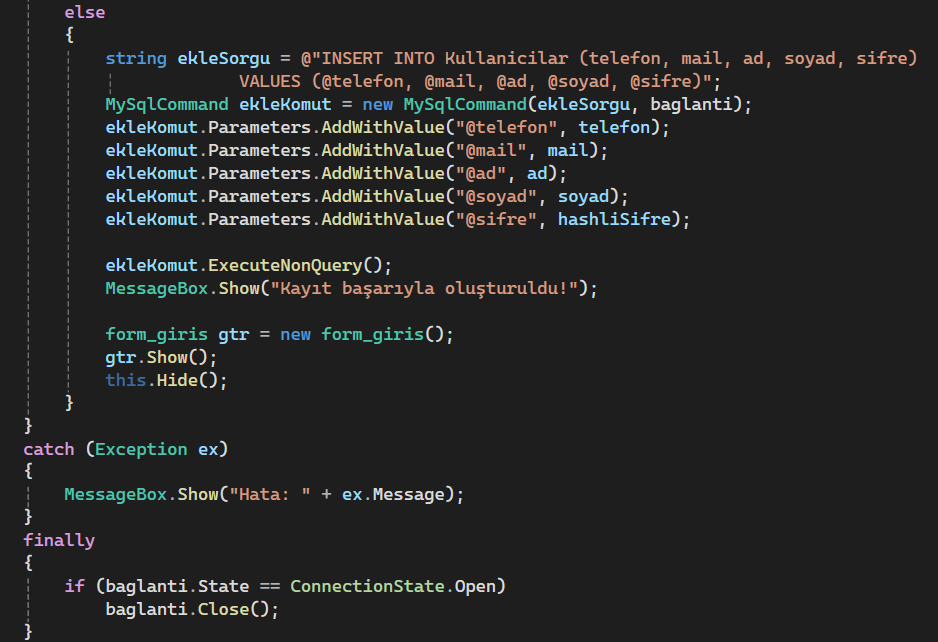 else
{
string ekleSorgu = @"INSERT INTO Kullanicilar (telefon, mail, ad, soyad, sifre)
VALUES (@telefon, @mail, @ad, @soyad, @sifre)";
MySqlCommand ekleKomut = new MySqlCommand(ekleSorgu, baglanti);
ekleKomut.Parameters.AddWithValue("@telefon", telefon);
ekleKomut.Parameters.AddWithValue("@mail", mail);
ekleKomut.Parameters.AddWithValue("@ad", ad);
ekleKomut.Parameters.AddWithValue("@soyad", soyad);
ekleKomut.Parameters.AddWithValue("@sifre", hashliSifre);
ekleKomut.ExecuteNonQuery();
MessageBox.Show("Kayıt başarıyla oluşturuldu!");
form_giris gtr = new form_giris();
gtr.Show();
this.Hide();
}
}
catch (Exception ex)
{
MessageBox.Show("Hata: " + ex.Message);
}
finally
{
if (baglanti.State == ConnectionState.Open)
baglanti.Close();
}